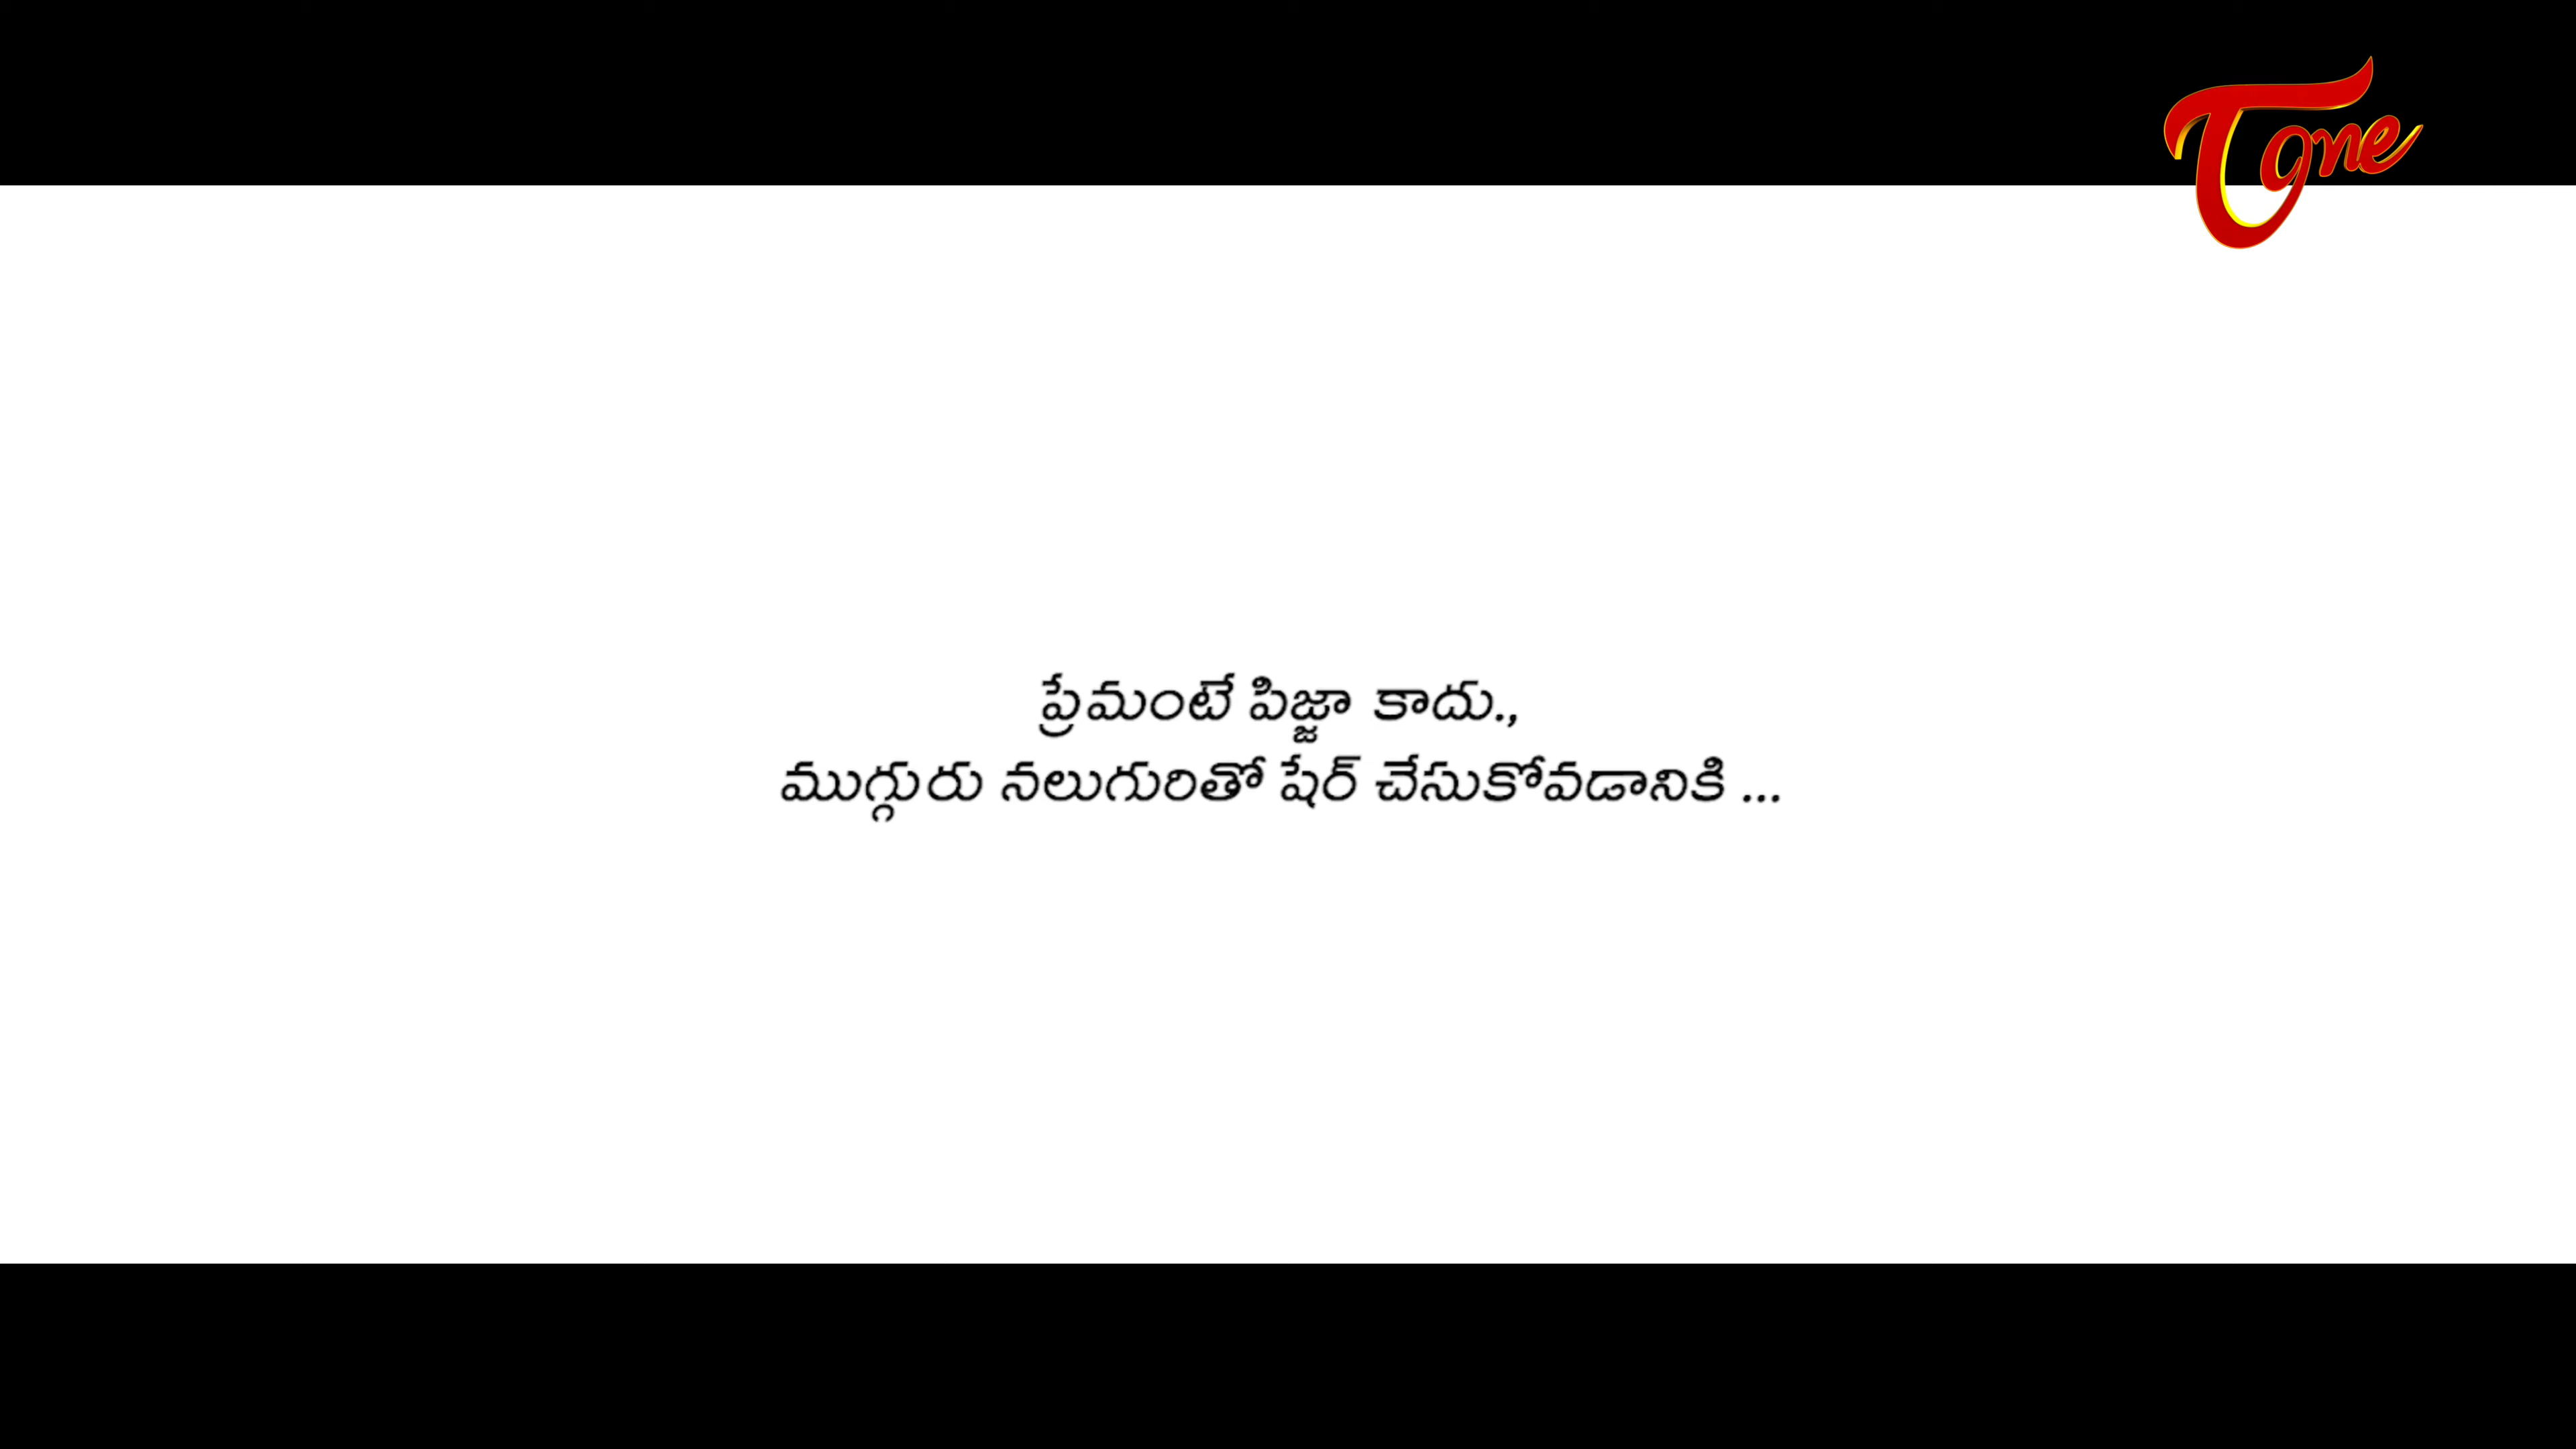 Tone
ప్రేమంటే పిజ్జా కాదు.,
ముగ్గురు నలుగురితో షేర్ చేసుకోవడానికి ...